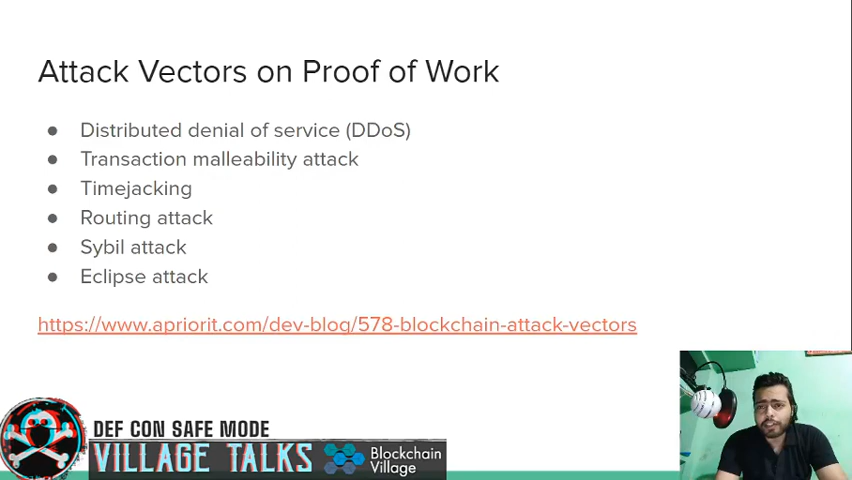 Attack Vectors on Proof of Work
● Distributed denial of service (DDoS)
● Transaction malleability attack
● Timejacking
● Routing attack
● Sybil attack
● Eclipse attack
https://www.apriorit.com/dev-blog/578-blockchain-attack-vectors
DEF CON SAFE MODE
VILLAGE TALKS
Blockchain
Village